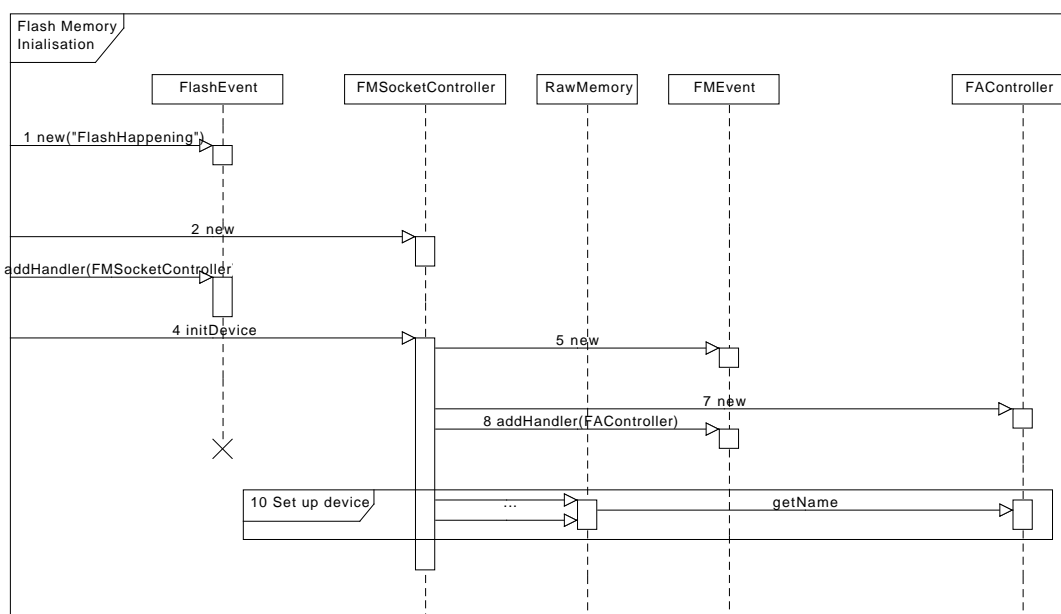 Flash Memory
Inialisation
FlashEvent
FMSocketController
RawMemory
FMEvent
FAController
1 new("FlashHappening")
2 new
addHandler(FMSocketController
4 initDevice
5 new
7 new
8 addHandler(FAController)
10 Set up device
...
getName